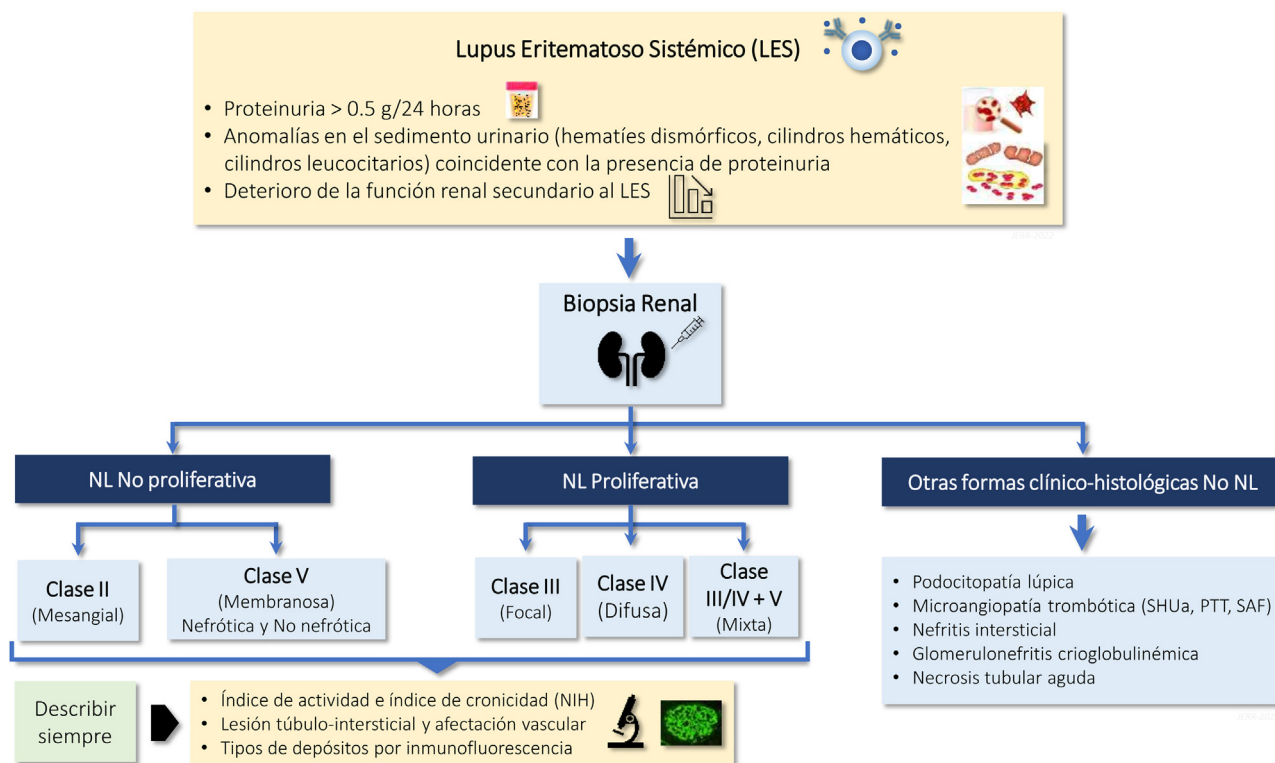 Lupus Eritematoso Sistémico (LES)
• Proteinuria > 0.5 g/24 horas
• Anomalías en el sedimento urinario (hematíes dismórficos, cilindros hemáticos,
cilindros leucocitarios) coincidente con la presencia de proteinuria
• Deterioro de la función renal secundario al LES
Biopsia Renal
NL No proliferativa
NL Proliferativa
Otras formas clínico-histológicas No NL
Clase II
(Mesangial)
Clase V
(Membranosa)
Nefrótica y No nefrótica
Clase III
(Focal)
Clase IV
(Difusa)
Clase
III/IV + V
(Mixta)
• Podocitopatía lúpica
• Microangiopatía trombótica (SHUa, PTT, SAF)
• Nefritis intersticial
• Glomerulonefritis crioglobulinémica
• Necrosis tubular aguda
Describir
siempre
• Índice de actividad e índice de cronicidad (NIH)
• Lesión túbulo-intersticial y afectación vascular
• Tipos de depósitos por inmunofluorescencia